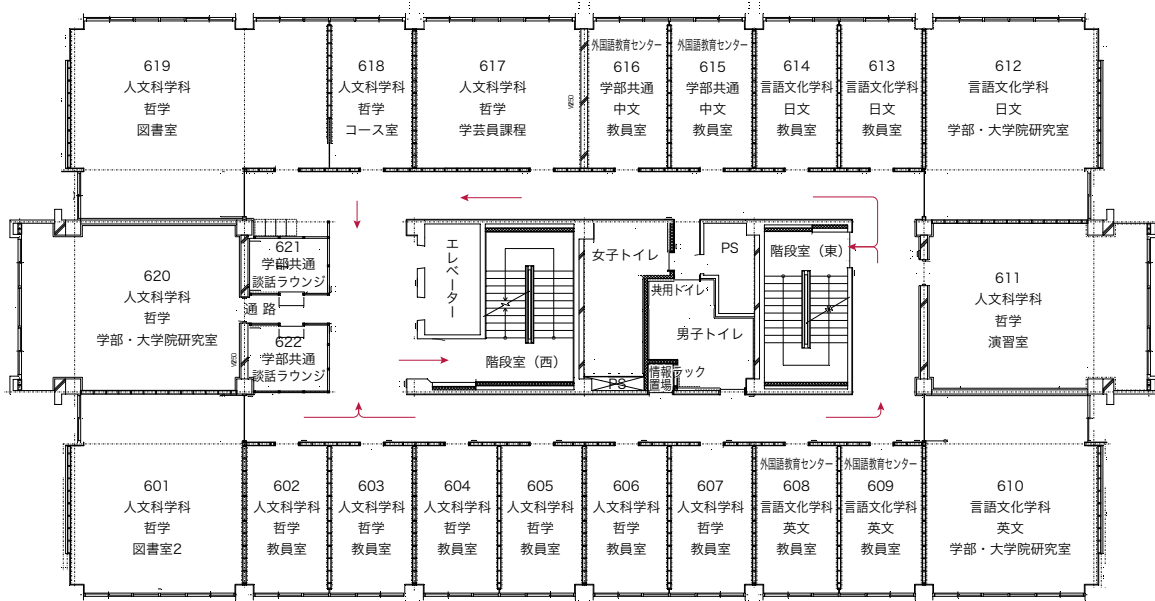 619
人文科学科
哲学
図書室
618
人文科学科
哲学
コース室
617
人文科学科
哲学
学芸員課程
外国語教育センター
616
学部共通
中文
教員室
外国語教育センター
615
学部共通
中文
教員室
614
言語文化学科
日文
教員室
613
言語文化学科
日文
教員室
612
言語文化学科
日文
学部・大学院研究室
620
人文科学科
哲学
学部・大学院研究室
621
学部共通
談話ラウンジ
通 路
622
学部共通
談話ラウンジ
エレベーター
階段室（西）
女子トイレ
PS
共用トイレ
男子トイレ
情報ラック
置場
PS
階段室（東）
611
人文科学科
哲学
演習室
601
人文科学科
哲学
図書室2
602
人文科学科
哲学
教員室
603
人文科学科
哲学
教員室
604
人文科学科
哲学
教員室
605
人文科学科
哲学
教員室
606
人文科学科
哲学
教員室
607
人文科学科
哲学
教員室
外国語教育センター
608
言語文化学科
英文
教員室
外国語教育センター
609
言語文化学科
英文
教員室
610
言語文化学科
英文
学部・大学院研究室